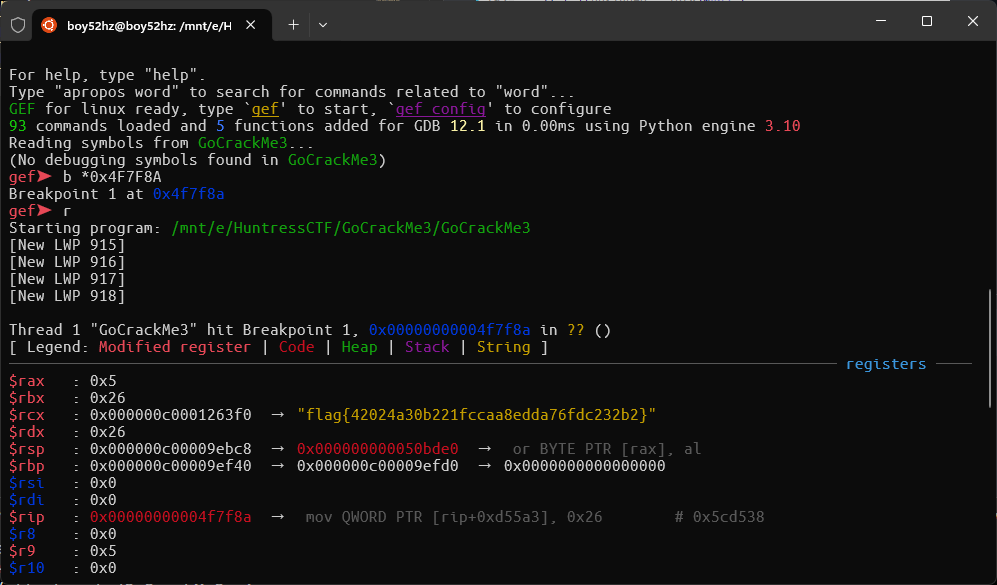 boy52hz@boy52hz: /mnt/e/H
For help, type "help".
Type "apropos word" to search for commands related to "word"...
GEF for linux ready, type `gef' to start, `gef config' to configure
93 commands loaded and 5 functions added for GDB 12.1 in 0.00ms using Python engine 3.10
Reading symbols from GoCrackMe3...
(No debugging symbols found in GoCrackMe3)
gef➤ b *0x4F7F8A
Breakpoint 1 at 0x4f7f8a
gef➤ r
Starting program: /mnt/e/HuntressCTF/GoCrackMe3/GoCrackMe3
[New LWP 915]
[New LWP 916]
[New LWP 917]
[New LWP 918]
Thread 1 "GoCrackMe3" hit Breakpoint 1, 0x00000000004f7f8a in ?? ()
[ Legend: Modified register | Code | Heap | Stack | String ]
registers
$rax : 0x5
$rbx : 0x26
$rcx : 0x000000c0001263f0 → "flag{42024a30b221fccaa8edda76fdc232b2}"
$rdx : 0x26
$rsp : 0x000000c00009ebc8 → 0x000000000050bde0 → or BYTE PTR [rax], al
$rbp : 0x000000c00009ef40 → 0x000000c00009efd0 → 0x0000000000000000
$rsi : 0x0
$rdi : 0x0
$rip : 0x00000000004f7f8a → mov QWORD PTR [rip+0xd55a3], 0x26 # 0x5cd538
$r8 : 0x0
$r9 : 0x5
$r10 : 0x0